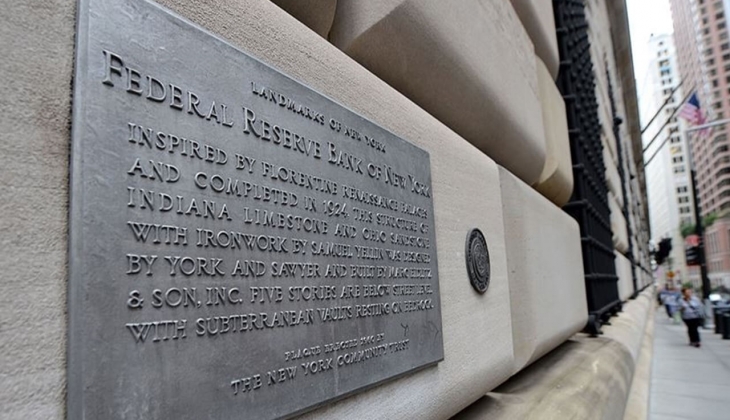 LANDMARKS OF NEW YORK
FEDERAL RESERVE BANK OF NEW YORK
INSPIRED BY FLORENTINE RENAISSANCE PALACES
AND COMPLETED IN 1924, THIS STRUCTURE OF
INDIANA LIMESTONE AND OHIO SANDSTONE
WITH IRONWORK BY SAMUEL YELLIN WAS DESIGNED
BY YORK AND SAWYER AND BUILT BY MARC EIDLITZ
& SON, INC. FIVE STORIES ARE BELOW STREET LEVEL
WITH SUBTERRANEAN VAULTS RESTING ON BEDROCK.
PLAQUE ERECTED BY
THE NEW YORK COMMUNITY TRUST